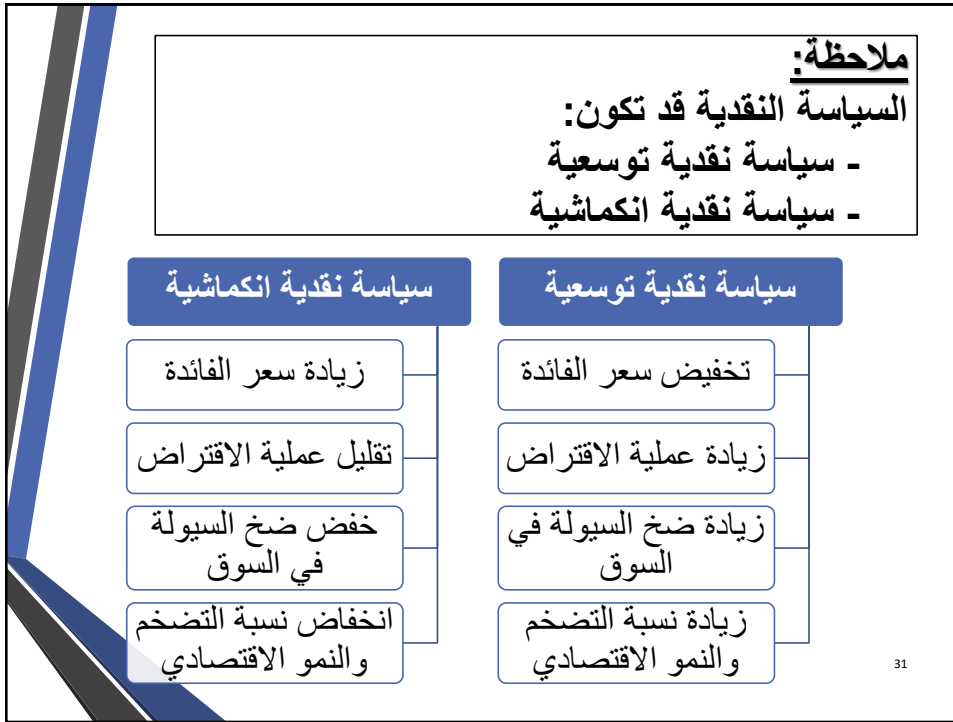 ملاحظة:
السياسة النقدية قد تكون:
- سياسة نقدية توسعية
- سياسة نقدية انكماشية
سياسة نقدية توسعية
تخفيض سعر الفائدة
زيادة عملية الاقتراض
زيادة ضخ السيولة في
السوق
زيادة نسبة التضخم
والنمو الاقتصادي
سياسة نقدية انكماشية
زيادة سعر الفائدة
تقليل عملية الاقتراض
خفض ضخ السيولة
في السوق
انخفاض نسبة التضخم
والنمو الاقتصادي
31